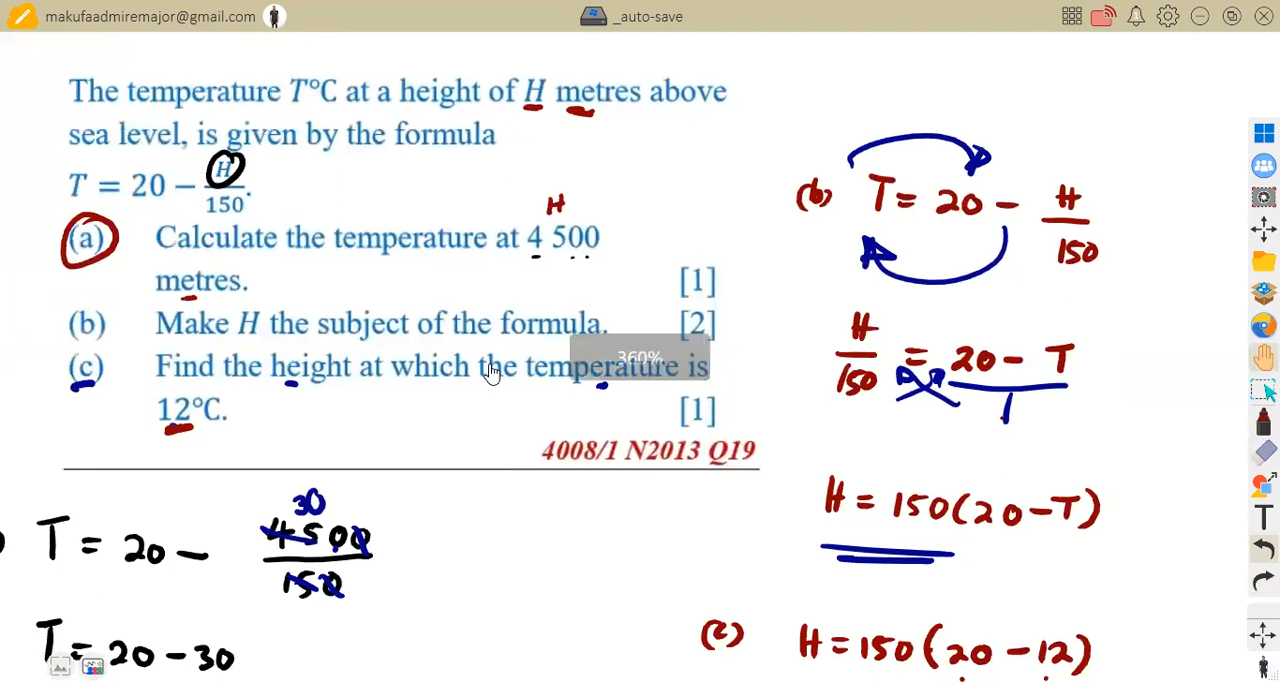 makufaadmiremajor@gmail.com
_auto-save
The temperature T°C at a height of H metres above
sea level, is given by the formula
T = 20 − H/150.
H
(a) Calculate the temperature at 4 500
metres. [1]
(b) Make H the subject of the formula. [2]
360%
(c) Find the height at which the temperature is
12°C. [1]
4008/1 N2013 Q19
30
T = 20 − 4500/150
T = 20 − 30
(b) T = 20 − H/150
H/150 = 20 − T/1
H = 150(20 − T)
(c) H = 150(20 − 12)
T